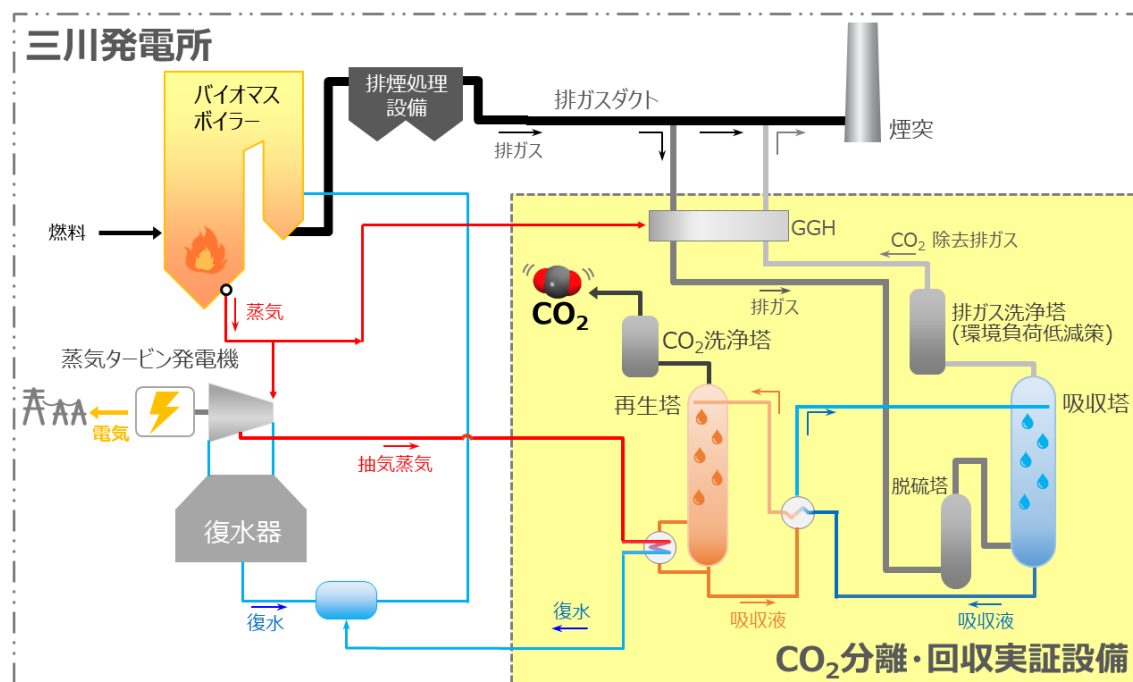 三川発電所
バイオマス
ボイラー
排煙処理
設備
排ガスダクト
排ガス
煙突
燃料
GGH
CO₂ 除去排ガス
蒸気
CO₂
排ガス
排ガス洗浄塔
(環境負荷低減策)
CO₂洗浄塔
蒸気タービン発電機
再生塔
吸収塔
電気
抽気蒸気
脱硫塔
復水器
復水
復水
吸収液
吸収液
CO₂分離・回収実証設備